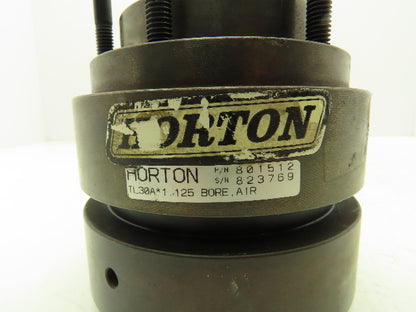 HORTON
HORTON P/N 801512
S/N 823769
TL30A*1.125 BORE,AIR